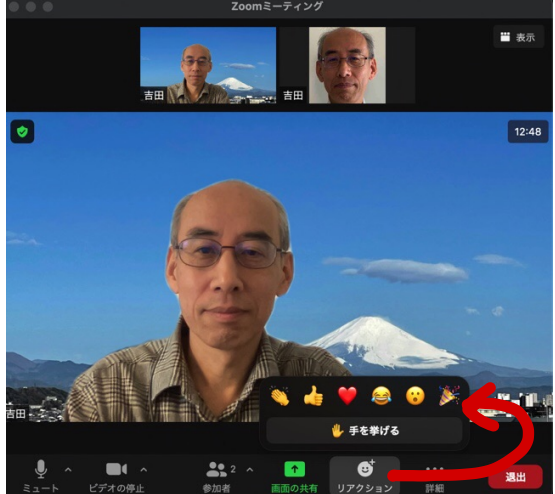 Zoomミーティング
表示
吉田
吉田
12:48
吉田
手を挙げる
2
ミュート
ビデオの停止
参加者
画面の共有
リアクション
詳細
退出